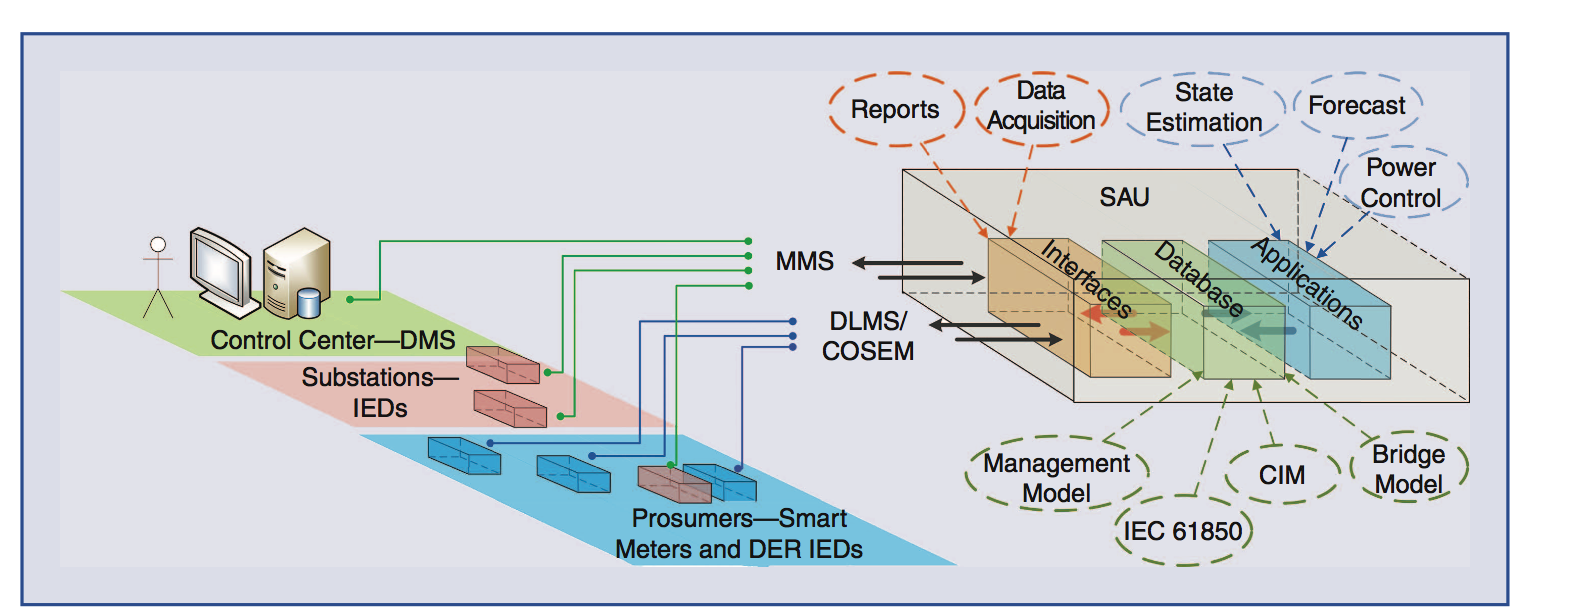 Reports
Data
Acquisition
State
Estimation
Forecast
Power
Control
SAU
Interfaces
Database
Applications
MMS
DLMS/
COSEM
Control Center—DMS
Substations—
IEDs
Prosumers—Smart
Meters and DER IEDs
Management
Model
IEC 61850
CIM
Bridge
Model